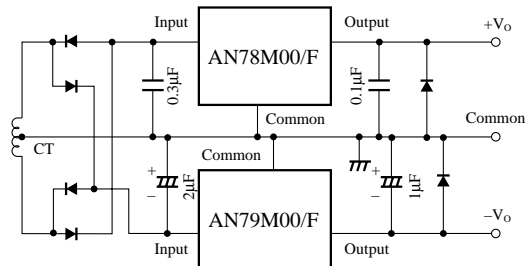 Input
Output
+VO
AN78M00/F
0.3µF
0.1µF
Common
Common
CT
Common
+
–
2µF
+
–
1µF
AN79M00/F
Input
Output
–VO